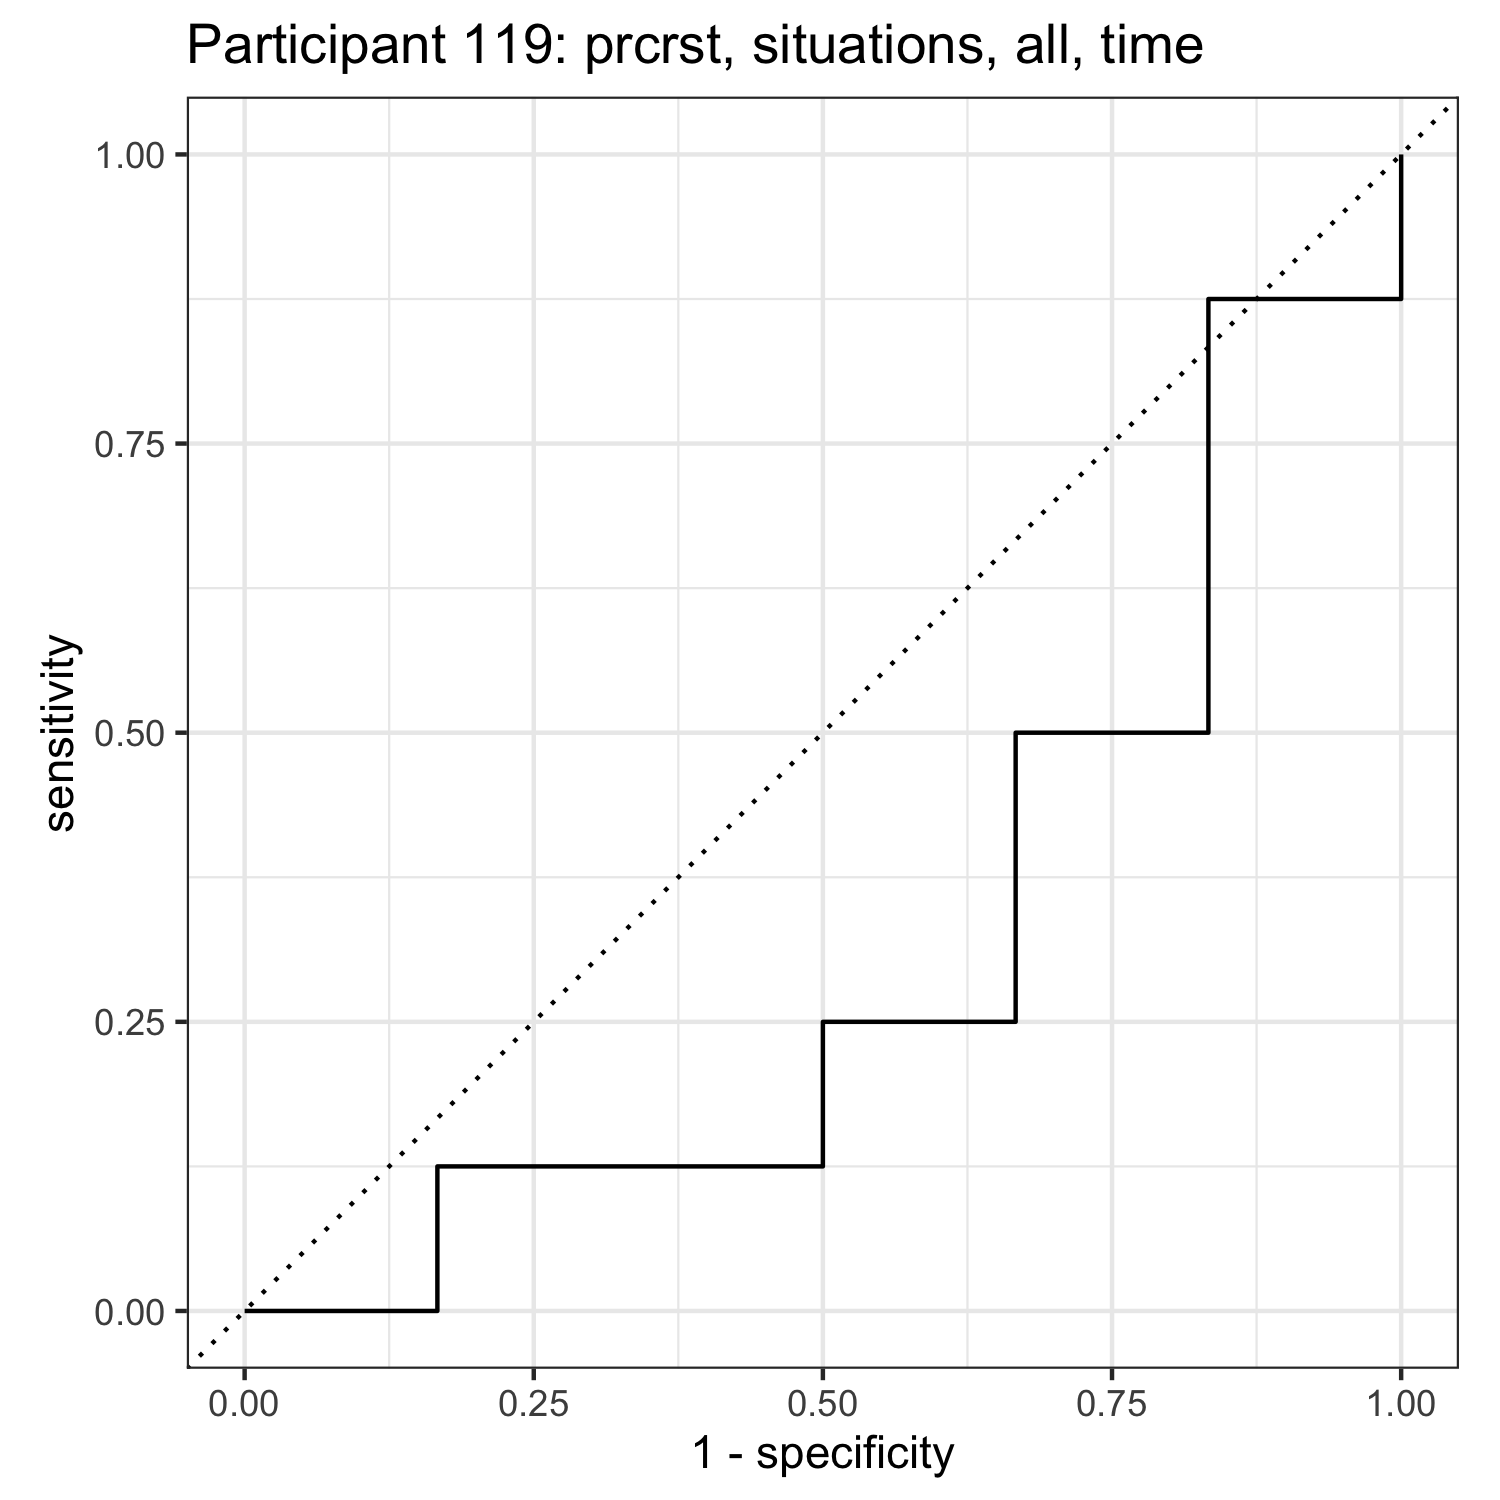 Participant 119: prcrst, situations, all, time
1.00
0.75
0.50
0.25
0.00
sensitivity
0.00 0.25 0.50 0.75 1.00
1 - specificity